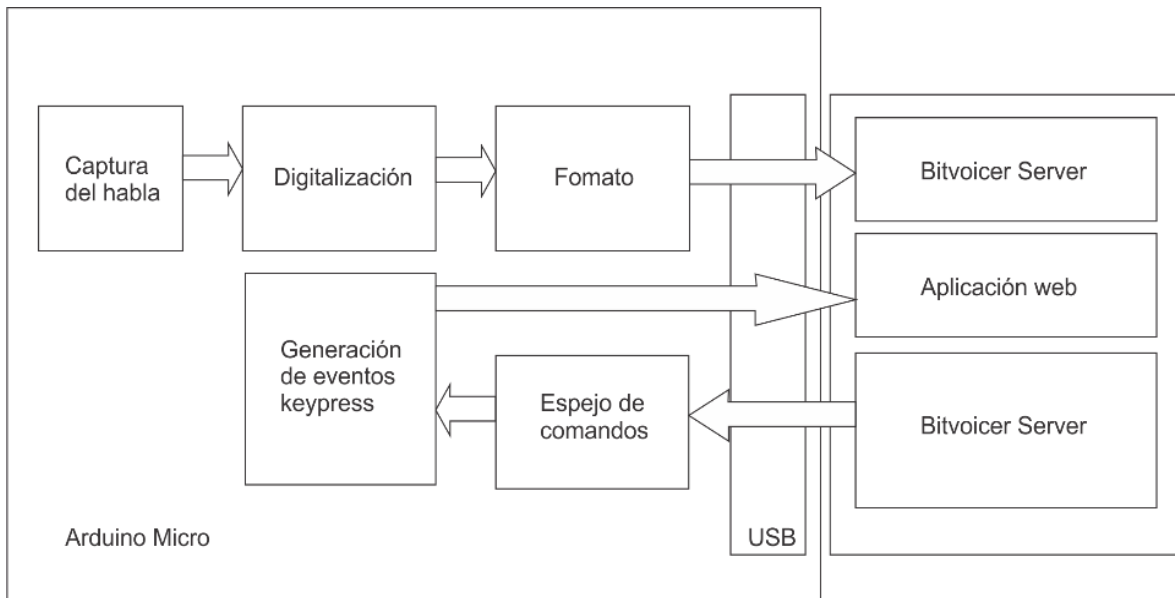 Captura
del habla
Digitalización
Fomato
Bitvoicer Server
Aplicación web
Generación
de eventos
keypress
Espejo de
comandos
Bitvoicer Server
Arduino Micro
USB